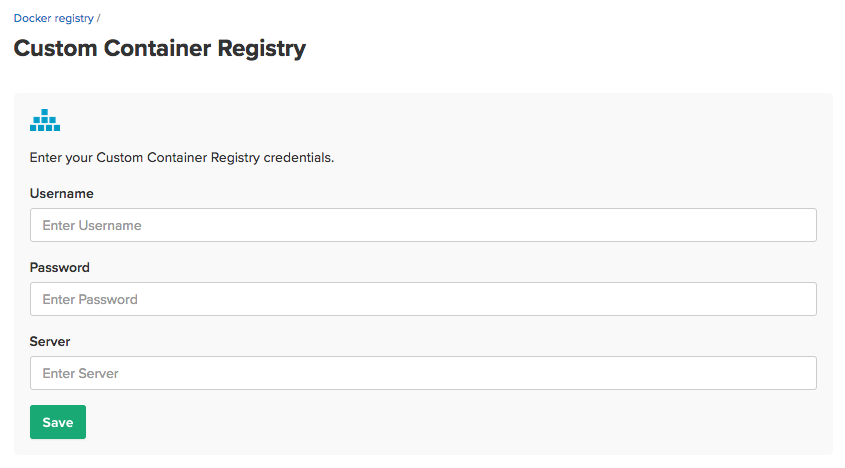 Docker registry /
Custom Container Registry
Enter your Custom Container Registry credentials.
Username
Enter Username
Password
Enter Password
Server
Enter Server
Save